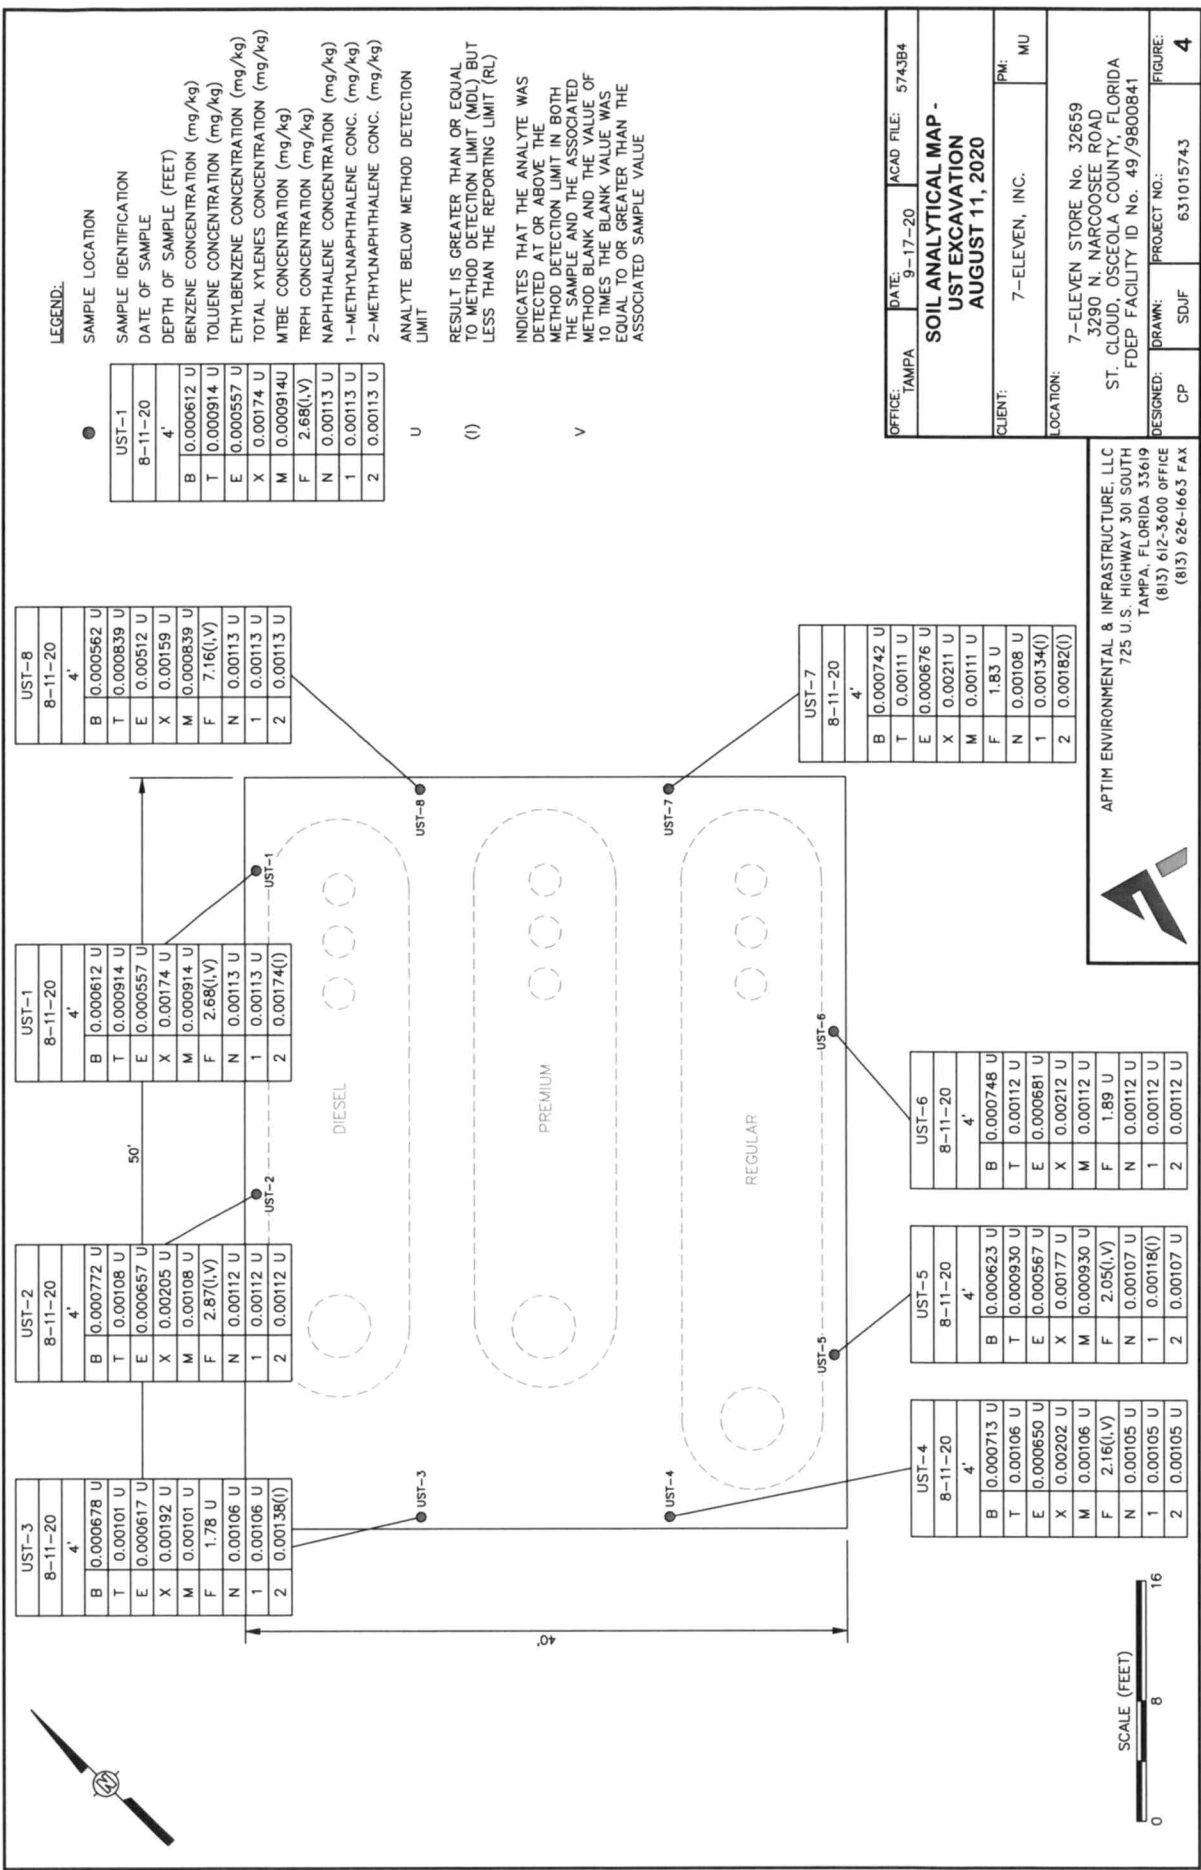 UST-3
8-11-20
4'
B 0.000678 U
T 0.00101 U
E 0.000617 U
X 0.00192 U
M 0.00101 U
F 1.78 U
N 0.00106 U
1 0.00106 U
2 0.00138(I)
UST-2
8-11-20
4'
B 0.000772 U
T 0.00108 U
E 0.000657 U
X 0.00205 U
M 0.00108 U
F 2.87(I,V)
N 0.00112 U
1 0.00112 U
2 0.00112 U
UST-1
8-11-20
4'
B 0.000612 U
T 0.000914 U
E 0.000557 U
X 0.00174 U
M 0.000914 U
F 2.68(I,V)
N 0.00113 U
1 0.00113 U
2 0.00174(I)
UST-8
8-11-20
4'
B 0.000562 U
T 0.000839 U
E 0.00512 U
X 0.00159 U
M 0.000839 U
F 7.16(I,V)
N 0.00113 U
1 0.00113 U
2 0.00113 U
50'
40'
UST-2
UST-1
UST-3
UST-8
DIESEL
PREMIUM
REGULAR
UST-4
UST-7
UST-5
UST-6
UST-4
8-11-20
4'
B 0.000713 U
T 0.00106 U
E 0.000650 U
X 0.00202 U
M 0.00106 U
F 2.16(I,V)
N 0.00105 U
1 0.00105 U
2 0.00105 U
UST-5
8-11-20
4'
B 0.000623 U
T 0.000930 U
E 0.000567 U
X 0.00177 U
M 0.000930 U
F 2.05(I,V)
N 0.00107 U
1 0.00118(I)
2 0.00107 U
UST-6
8-11-20
4'
B 0.000748 U
T 0.00112 U
E 0.000681 U
X 0.00212 U
M 0.00112 U
F 1.89 U
N 0.00112 U
1 0.00112 U
2 0.00112 U
UST-7
8-11-20
4'
B 0.000742 U
T 0.00111 U
E 0.000676 U
X 0.00211 U
M 0.00111 U
F 1.83 U
N 0.00108 U
1 0.00134(I)
2 0.00182(I)
N
SCALE (FEET)
0 8 16
LEGEND:
SAMPLE LOCATION
UST-1 SAMPLE IDENTIFICATION
8-11-20 DATE OF SAMPLE
4' DEPTH OF SAMPLE (FEET)
B 0.000612 U BENZENE CONCENTRATION (mg/kg)
T 0.000914 U TOLUENE CONCENTRATION (mg/kg)
E 0.000557 U ETHYLBENZENE CONCENTRATION (mg/kg)
X 0.00174 U TOTAL XYLENES CONCENTRATION (mg/kg)
M 0.000914U MTBE CONCENTRATION (mg/kg)
F 2.68(I,V) TRPH CONCENTRATION (mg/kg)
N 0.00113 U NAPHTHALENE CONCENTRATION (mg/kg)
1 0.00113 U 1-METHYLNAPHTHALENE CONC. (mg/kg)
2 0.00113 U 2-METHYLNAPHTHALENE CONC. (mg/kg)
U ANALYTE BELOW METHOD DETECTION
LIMIT
(I) RESULT IS GREATER THAN OR EQUAL
TO METHOD DETECTION LIMIT (MDL) BUT
LESS THAN THE REPORTING LIMIT (RL)
V INDICATES THAT THE ANALYTE WAS
DETECTED AT OR ABOVE THE
METHOD DETECTION LIMIT IN BOTH
THE SAMPLE AND THE ASSOCIATED
METHOD BLANK AND THE VALUE OF
10 TIMES THE BLANK VALUE WAS
EQUAL TO OR GREATER THAN THE
ASSOCIATED SAMPLE VALUE
APTIM ENVIRONMENTAL & INFRASTRUCTURE, LLC
725 U.S. HIGHWAY 301 SOUTH
TAMPA, FLORIDA 33619
(813) 612-3600 OFFICE
(813) 626-1663 FAX
OFFICE: TAMPA DATE: 9-17-20 ACAD FILE: 5743B4
SOIL ANALYTICAL MAP -
UST EXCAVATION
AUGUST 11, 2020
CLIENT: 7-ELEVEN, INC. PM: MU
LOCATION:
7-ELEVEN STORE No. 32659
3290 N. NARCOOSEE ROAD
ST. CLOUD, OSCEOLA COUNTY, FLORIDA
FDEP FACILITY ID No. 49/9800841
DESIGNED: CP DRAWN: SDJF PROJECT NO.: 631015743 FIGURE: 4